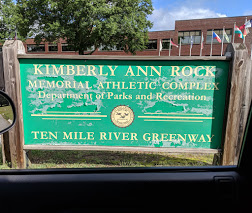 KIMBERLY ANN ROCK
MEMORIAL ATHLETIC COMPLEX
Department of Parks and Recreation
TEN MILE RIVER GREENWAY